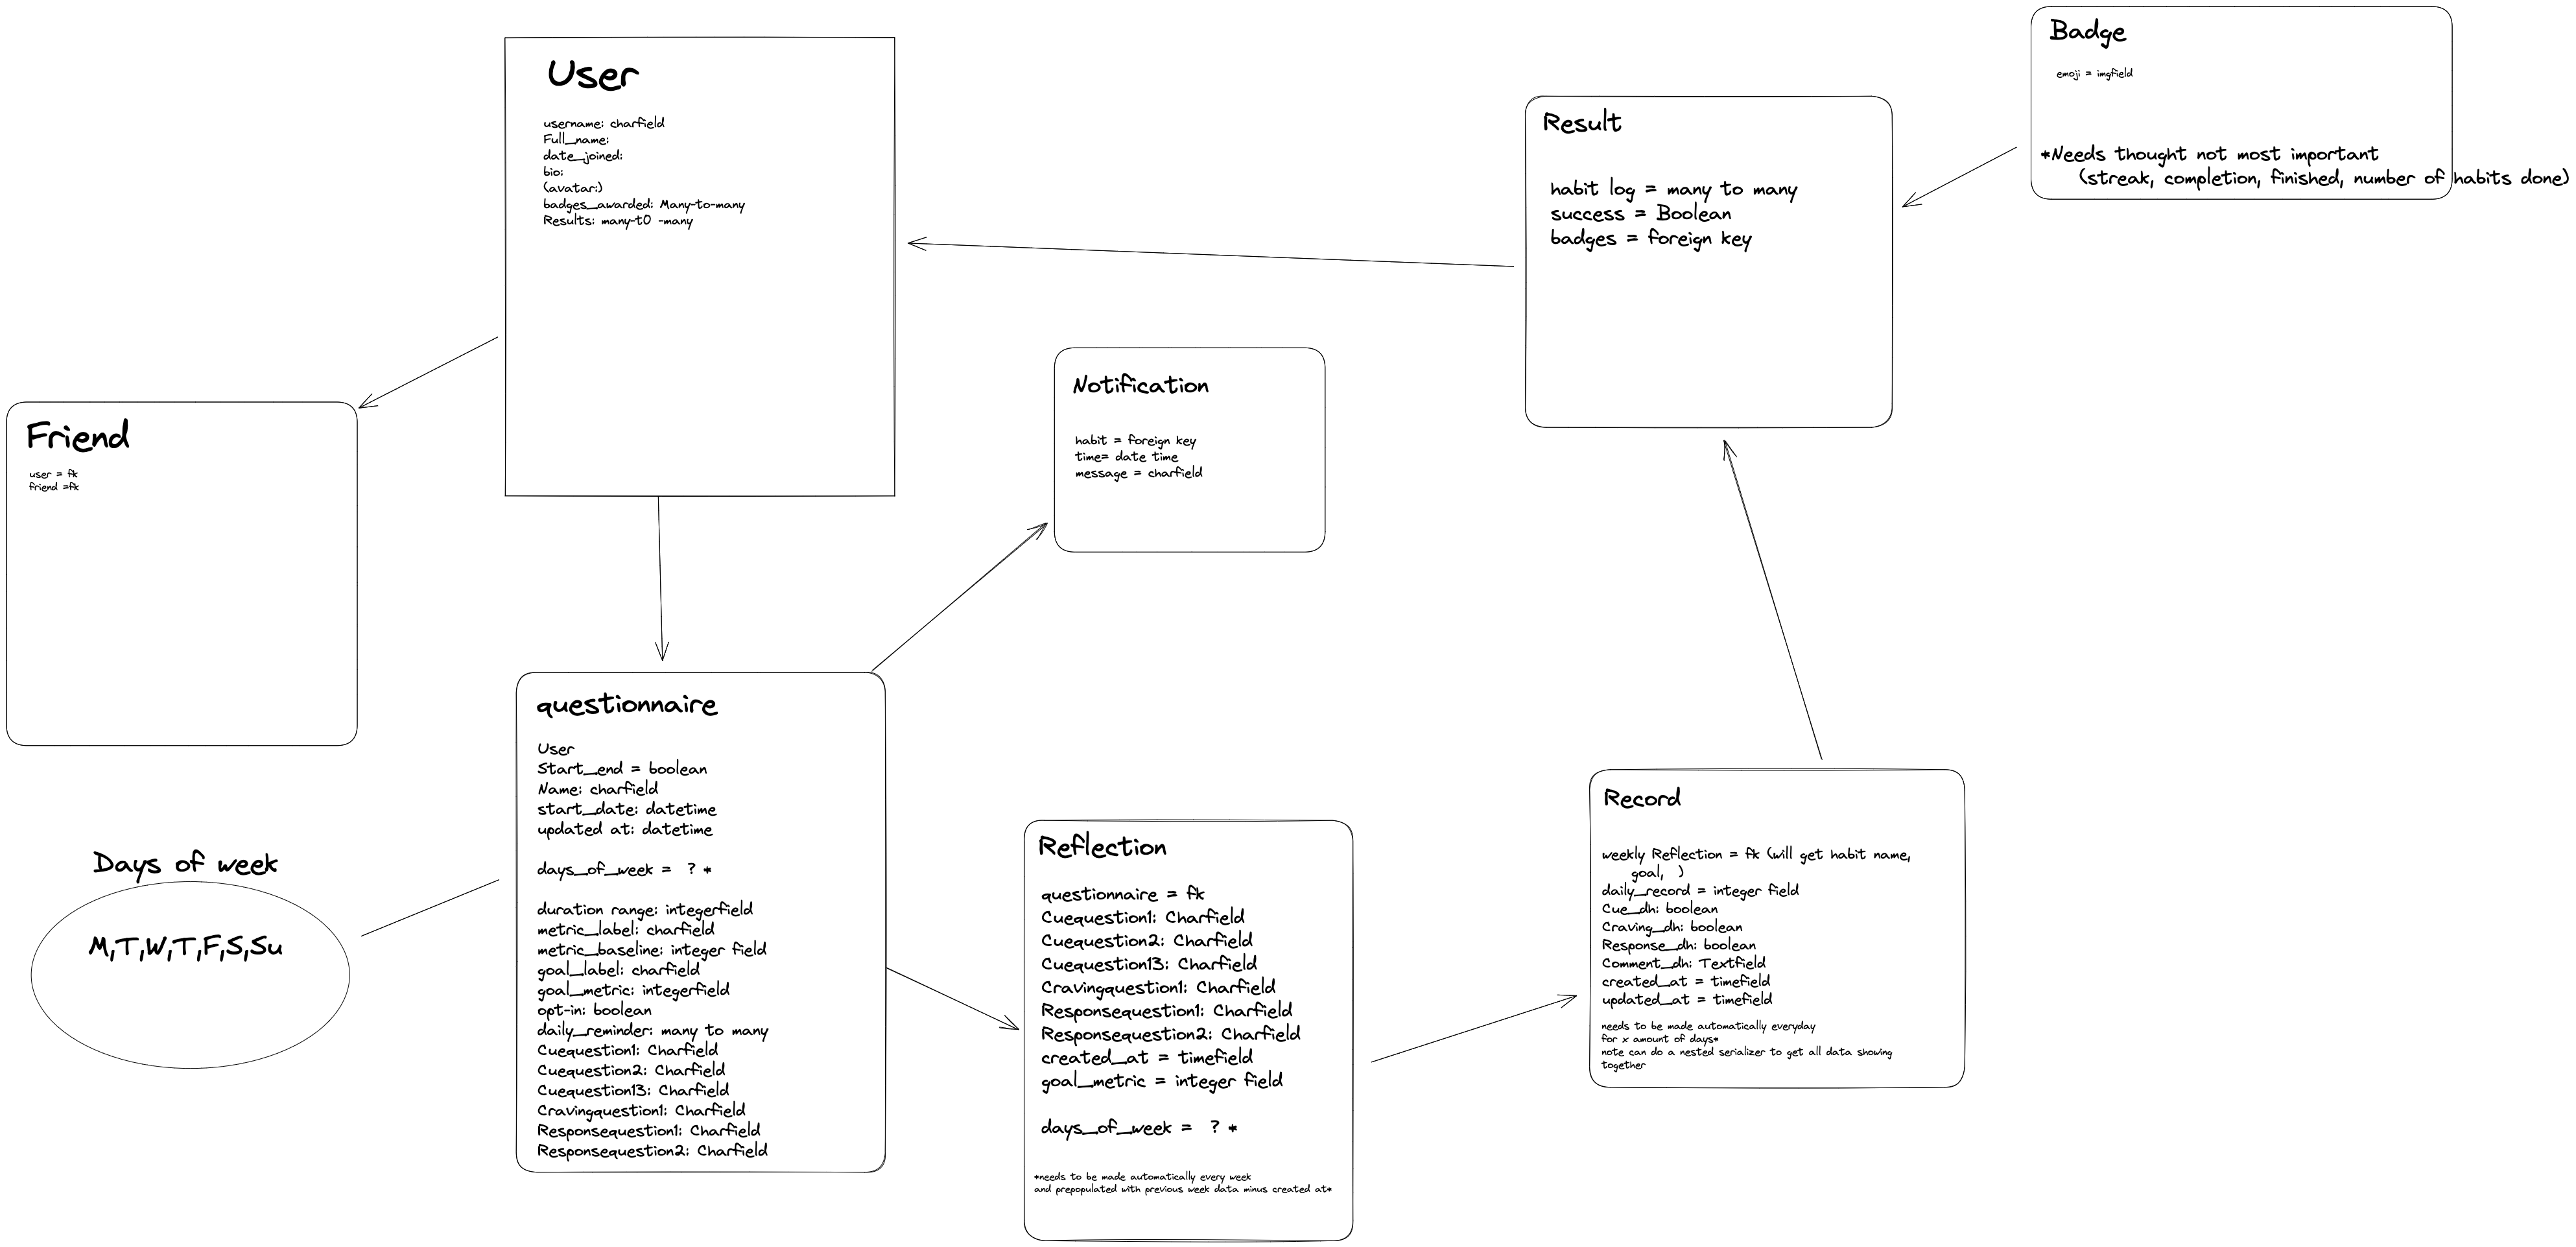 User
username: charfield
Full_name:
date_joined:
bio:
(avatar:)
badges_awarded: Many-to-many
Results: many-t0 -many
Friend
user = fk
friend =fk
Days of week
M,T,W,T,F,S,Su
questionnaire
User
Start_end = boolean
Name: charfield
start_date: datetime
updated at: datetime
days_of_week = ? *
duration range: integerfield
metric_label: charfield
metric_baseline: integer field
goal_label: charfield
goal_metric: integerfield
opt-in: boolean
daily_reminder: many to many
Cuequestion1: Charfield
Cuequestion2: Charfield
Cuequestion13: Charfield
Cravingquestion1: Charfield
Responsequestion1: Charfield
Responsequestion2: Charfield
Notification
habit = foreign key
time= date time
message = charfield
Reflection
questionnaire = fk
Cuequestion1: Charfield
Cuequestion2: Charfield
Cuequestion13: Charfield
Cravingquestion1: Charfield
Responsequestion1: Charfield
Responsequestion2: Charfield
created_at = timefield
goal_metric = integer field
days_of_week = ? *
*needs to be made automatically every week
and prepopulated with previous week data minus created at*
Result
habit log = many to many
success = Boolean
badges = foreign key
Badge
emoji = imgfield
*Needs thought not most important
(streak, completion, finished, number of habits done)
Record
weekly Reflection = fk (will get habit name,
goal, )
daily_record = integer field
Cue_dh: boolean
Craving_dh: boolean
Response_dh: boolean
Comment_dh: Textfield
created_at = timefield
updated_at = timefield
needs to be made automatically everyday
for x amount of days*
note can do a nested serializer to get all data showing
together